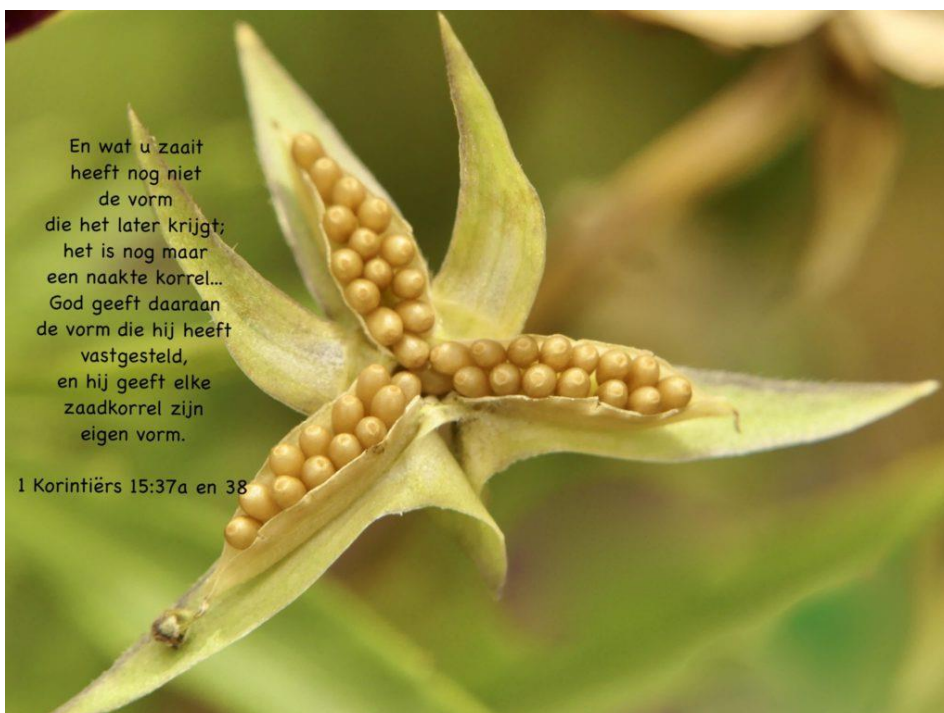 En wat u zaait
heeft nog niet
de vorm
die het later krijgt;
het is nog maar
een naakte korrel...
God geeft daaraan
de vorm die hij heeft
vastgesteld,
en hij geeft elke
zaadkorrel zijn
eigen vorm.
1 Korintiërs 15:37a en 38